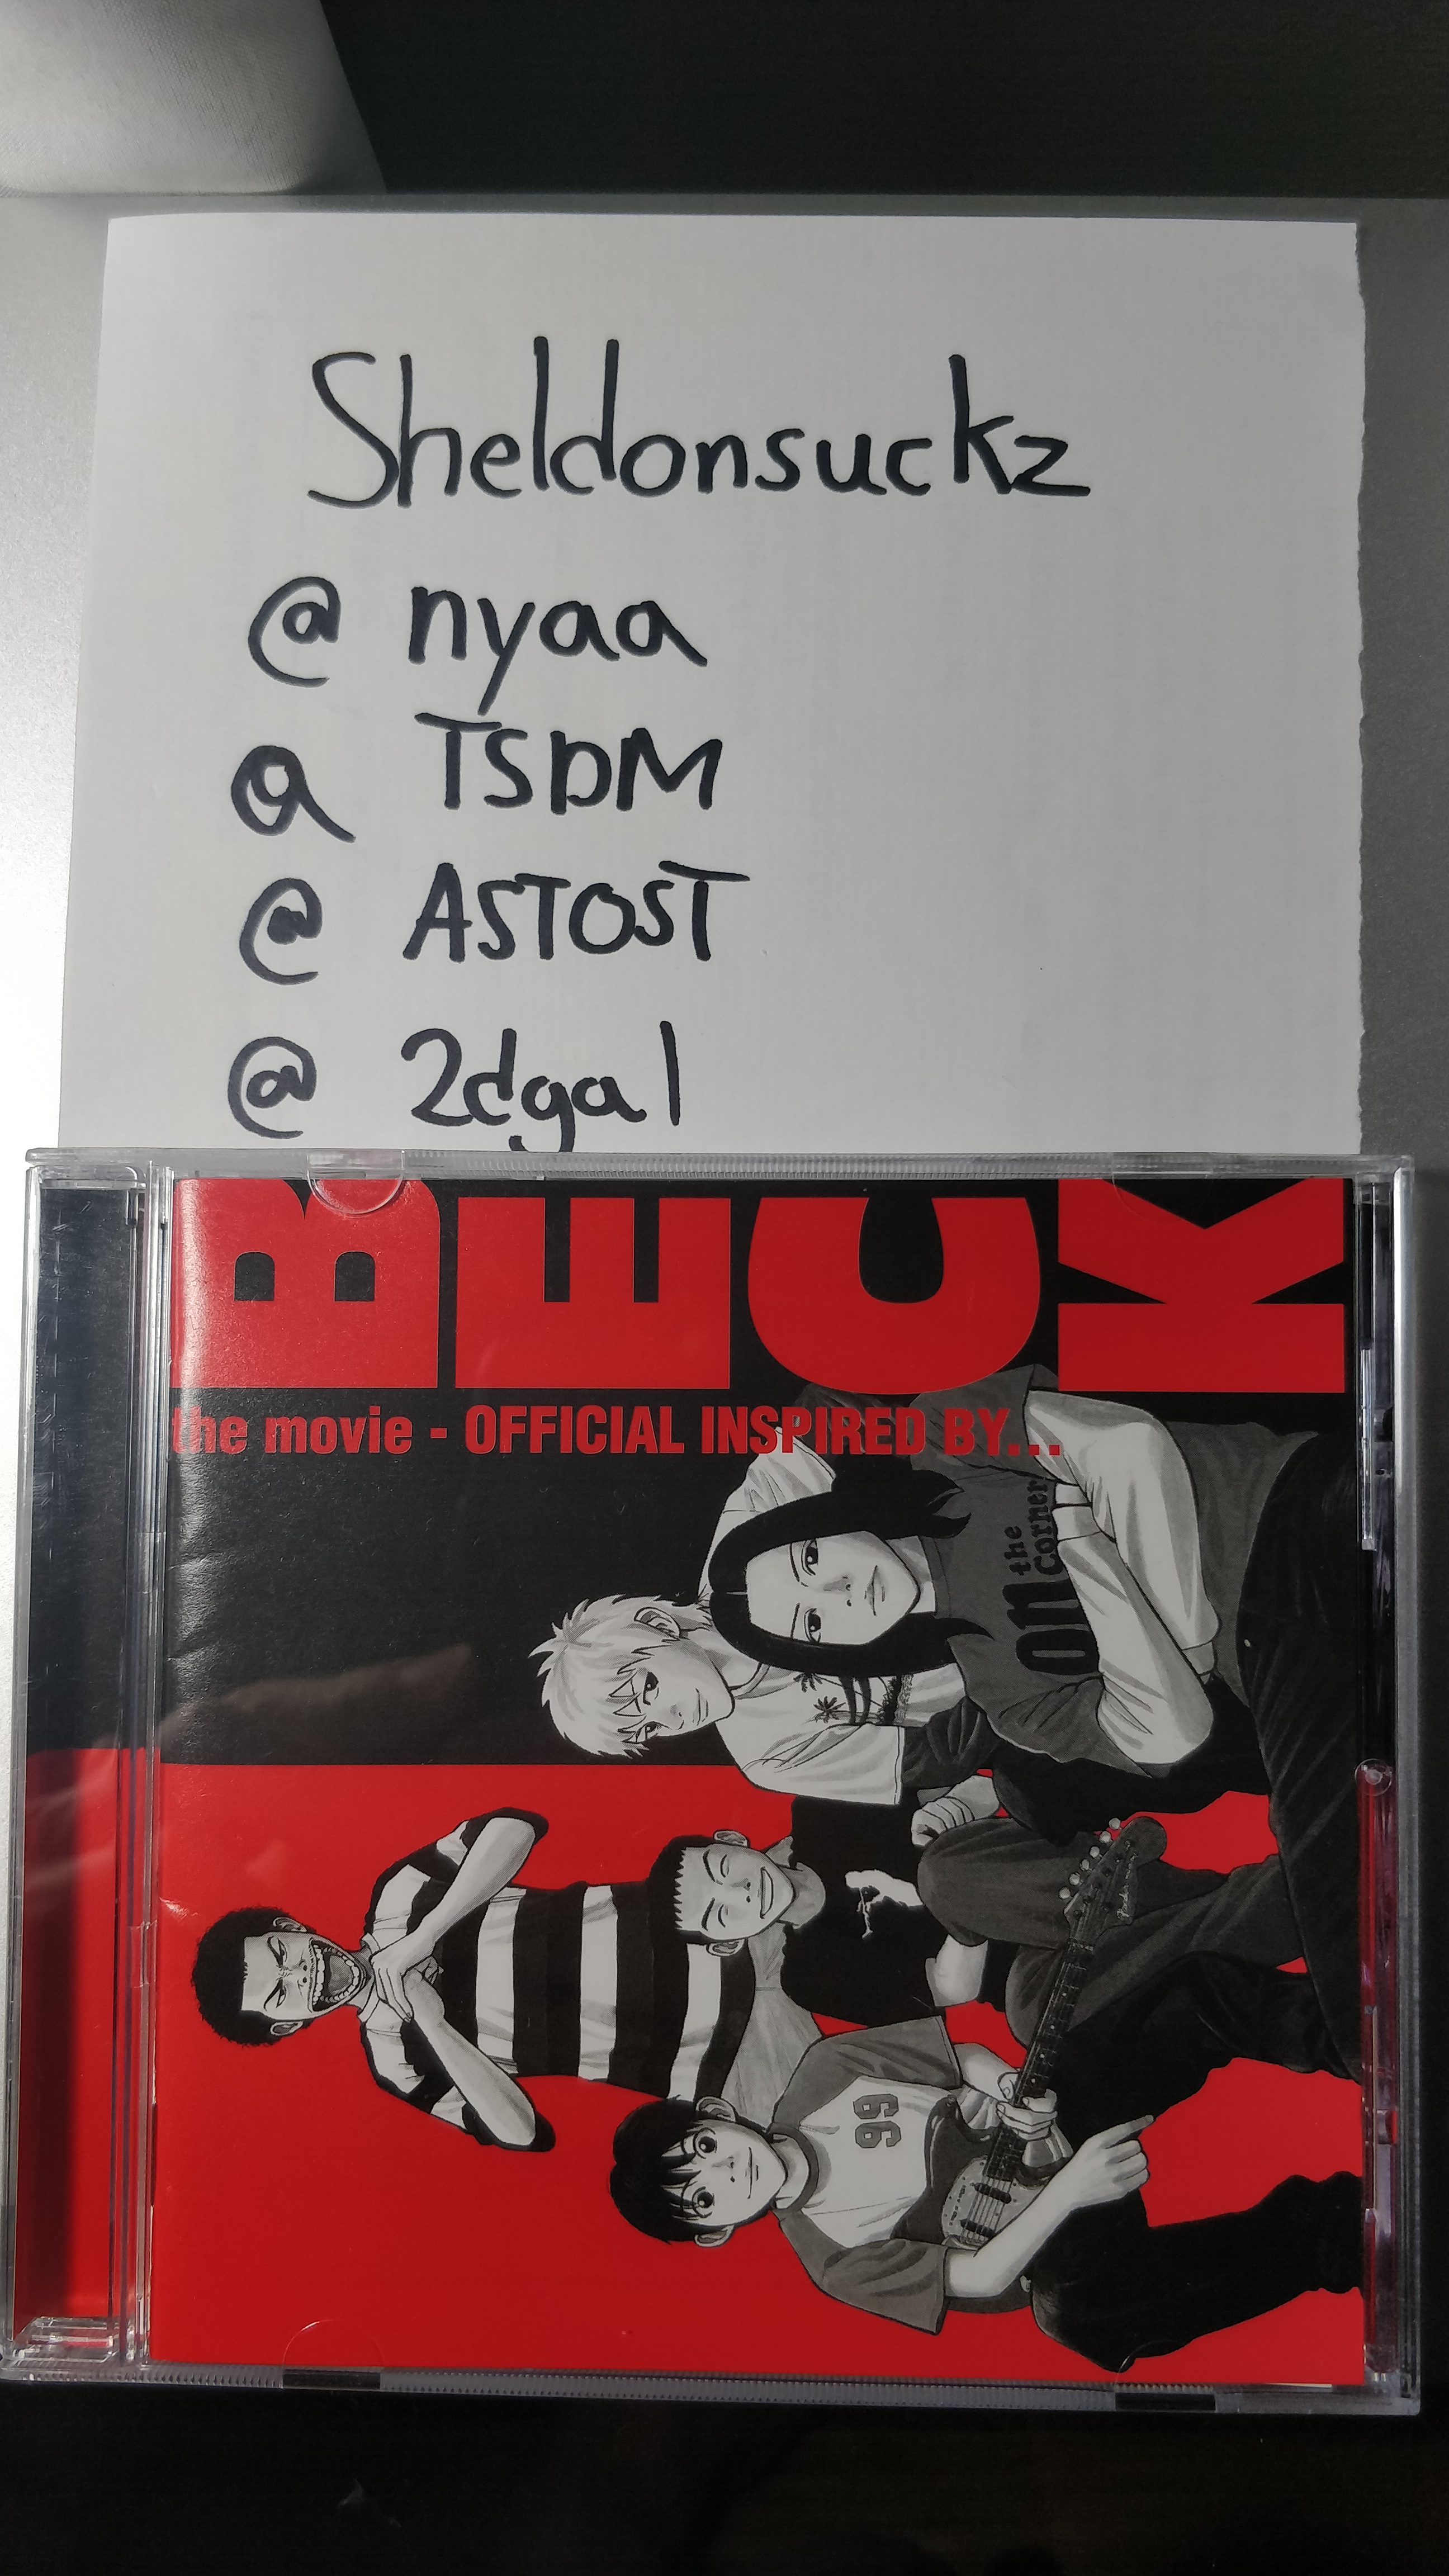 Sheldonsuckz
@ nyaa
@ TSDM
@ ASTOST
@ 2dgal
BECK
the movie - OFFICIAL INSPIRED BY...
on the Corner
99